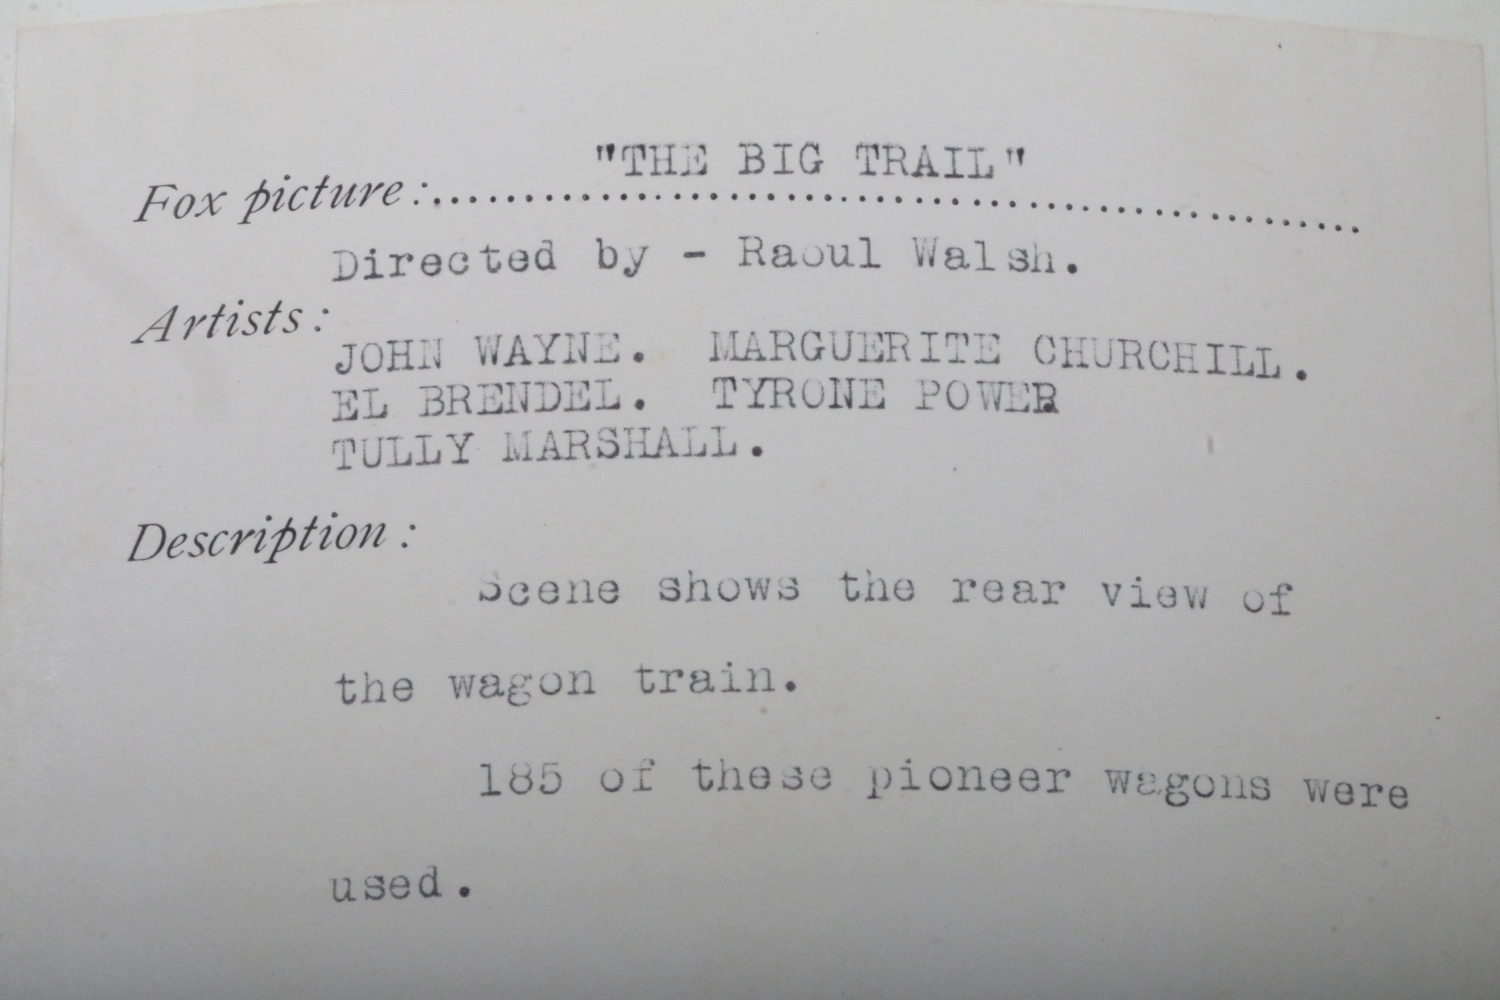 "THE BIG TRAIL"
Fox picture:..........................................
Directed by - Raoul Walsh.
Artists:
JOHN WAYNE. MARGUERITE CHURCHILL.
EL BRENDEL. TYRONE POWER
TULLY MARSHALL.
Description:
Scene shows the rear view of
the wagon train.
185 of these pioneer wagons were
used.